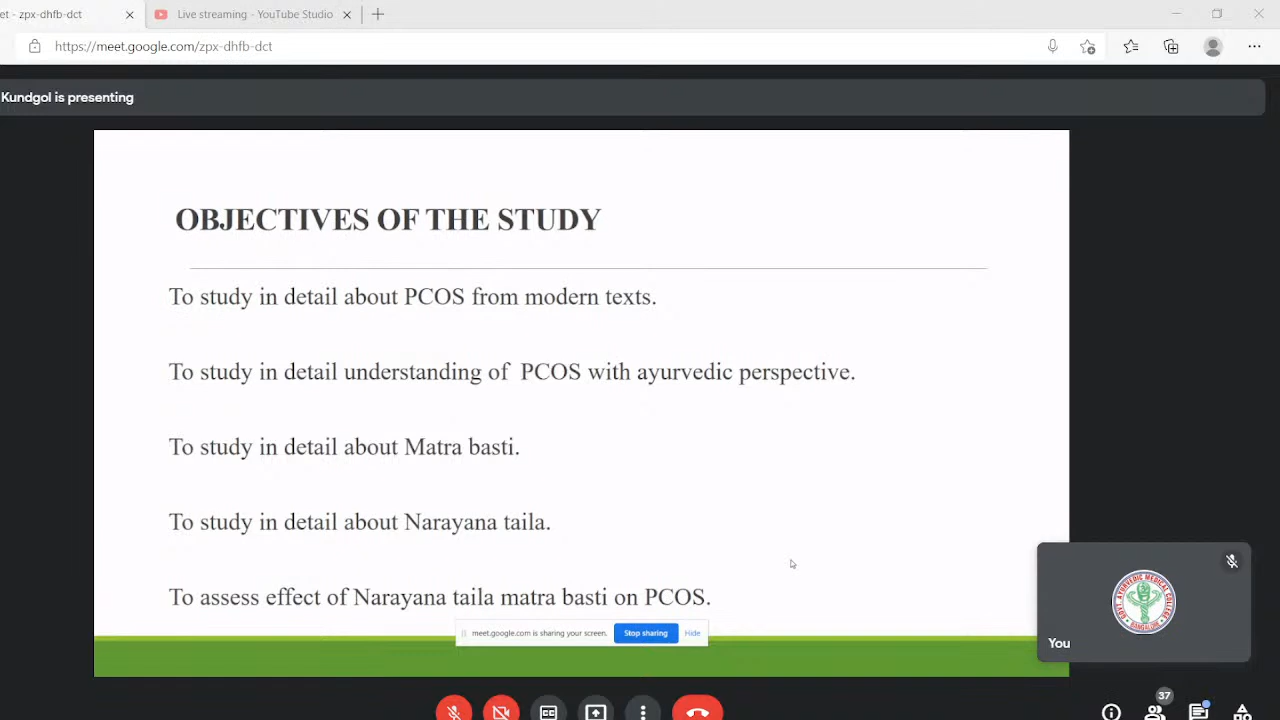 et - zpx-dhfb-dct
Live streaming - YouTube Studio
https://meet.google.com/zpx-dhfb-dct
Kundgol is presenting
OBJECTIVES OF THE STUDY
To study in detail about PCOS from modern texts.
To study in detail understanding of PCOS with ayurvedic perspective.
To study in detail about Matra basti.
To study in detail about Narayana taila.
To assess effect of Narayana taila matra basti on PCOS.
meet.google.com is sharing your screen. Stop sharing Hide
GOVT AYURVEDIC MEDICAL COLLEGE
You
37